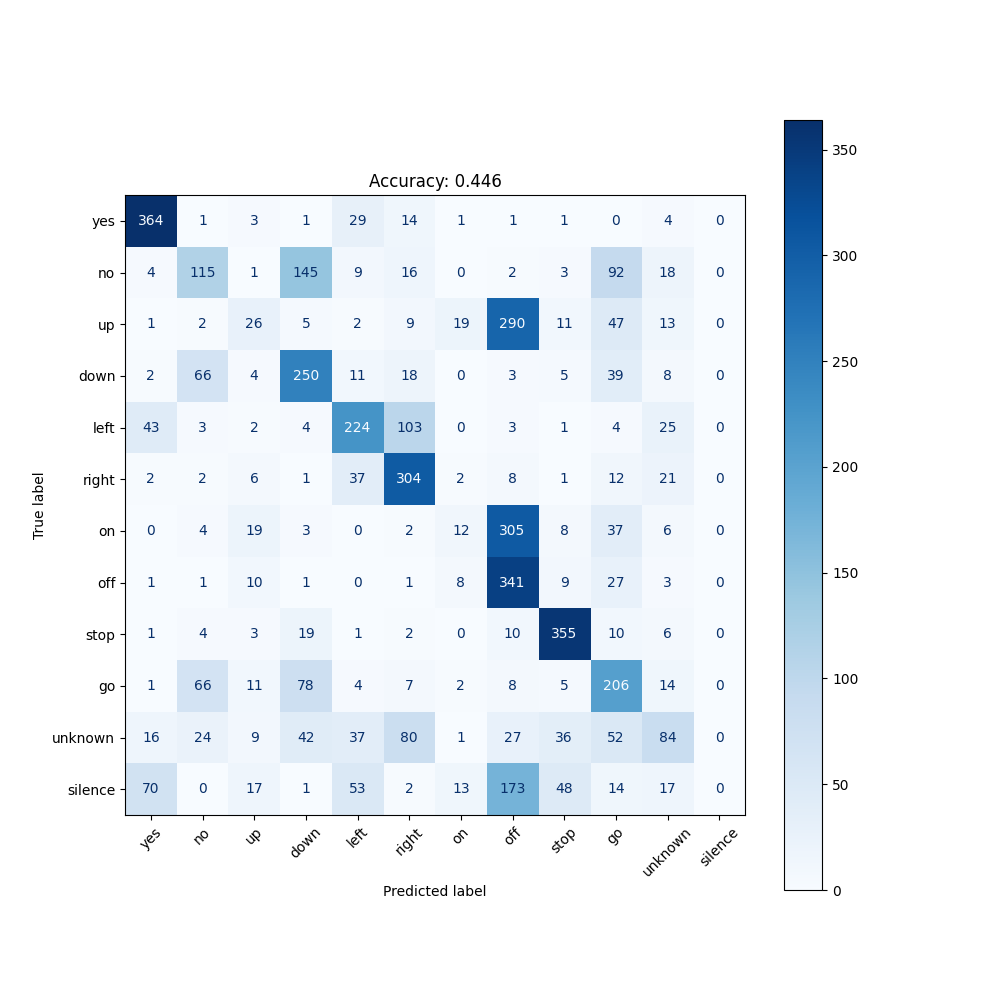 Accuracy: 0.446
yes 364 1 3 1 29 14 1 1 1 0 4 0
no 4 115 1 145 9 16 0 2 3 92 18 0
up 1 2 26 5 2 9 19 290 11 47 13 0
down 2 66 4 250 11 18 0 3 5 39 8 0
left 43 3 2 4 224 103 0 3 1 4 25 0
right 2 2 6 1 37 304 2 8 1 12 21 0
on 0 4 19 3 0 2 12 305 8 37 6 0
off 1 1 10 1 0 1 8 341 9 27 3 0
stop 1 4 3 19 1 2 0 10 355 10 6 0
go 1 66 11 78 4 7 2 8 5 206 14 0
unknown 16 24 9 42 37 80 1 27 36 52 84 0
silence 70 0 17 1 53 2 13 173 48 14 17 0
yes no up down left right on off stop go unknown silence
Predicted label
True label
350
300
250
200
150
100
50
0